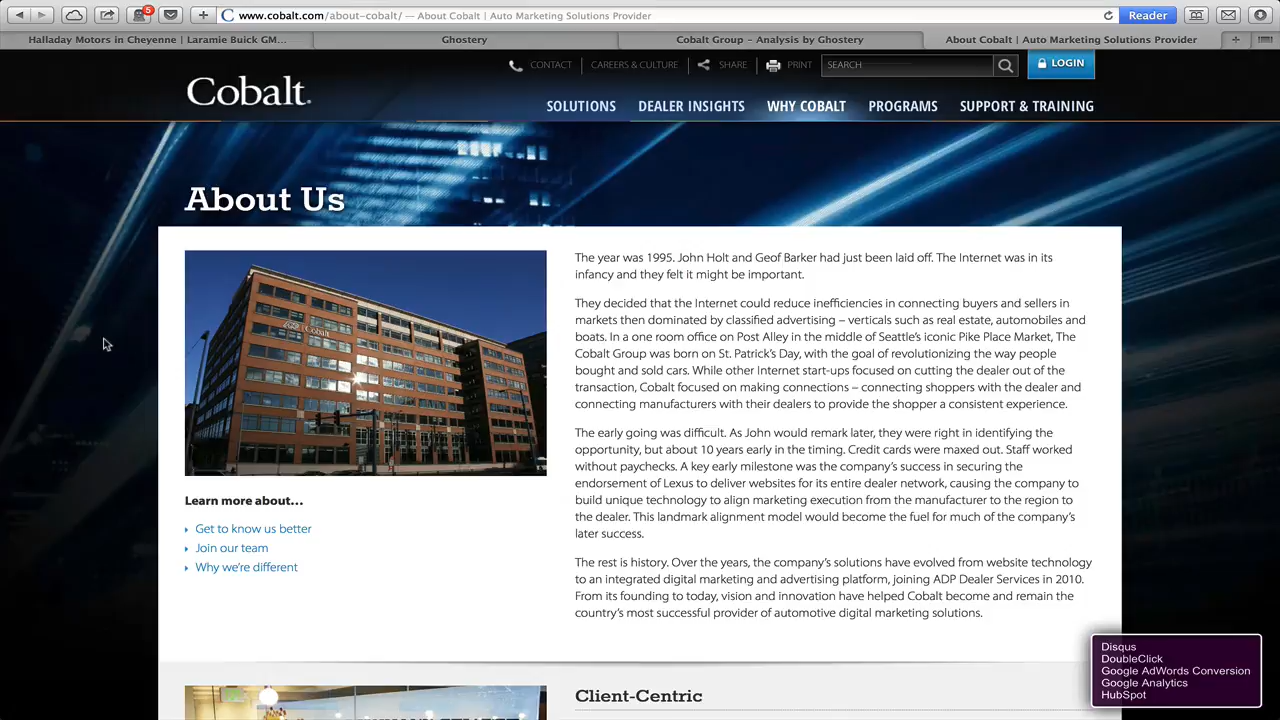 5
www.cobalt.com/about-cobalt/ — About Cobalt | Auto Marketing Solutions Provider
Reader
Halladay Motors in Cheyenne | Laramie Buick GM...
Ghostery
Cobalt Group – Analysis by Ghostery
About Cobalt | Auto Marketing Solutions Provider
CONTACT
CAREERS & CULTURE
SHARE
PRINT
SEARCH
LOGIN
Cobalt.
SOLUTIONS
DEALER INSIGHTS
WHY COBALT
PROGRAMS
SUPPORT & TRAINING
About Us
Cobalt
The year was 1995. John Holt and Geof Barker had just been laid off. The Internet was in its
infancy and they felt it might be important.
They decided that the Internet could reduce inefficiencies in connecting buyers and sellers in
markets then dominated by classified advertising – verticals such as real estate, automobiles and
boats. In a one room office on Post Alley in the middle of Seattle's iconic Pike Place Market, The
Cobalt Group was born on St. Patrick's Day, with the goal of revolutionizing the way people
bought and sold cars. While other Internet start-ups focused on cutting the dealer out of the
transaction, Cobalt focused on making connections – connecting shoppers with the dealer and
connecting manufacturers with their dealers to provide the shopper a consistent experience.
The early going was difficult. As John would remark later, they were right in identifying the
opportunity, but about 10 years early in the timing. Credit cards were maxed out. Staff worked
without paychecks. A key early milestone was the company's success in securing the
endorsement of Lexus to deliver websites for its entire dealer network, causing the company to
build unique technology to align marketing execution from the manufacturer to the region to
the dealer. This landmark alignment model would become the fuel for much of the company's
later success.
The rest is history. Over the years, the company's solutions have evolved from website technology
to an integrated digital marketing and advertising platform, joining ADP Dealer Services in 2010.
From its founding to today, vision and innovation have helped Cobalt become and remain the
country's most successful provider of automotive digital marketing solutions.
Learn more about...
Get to know us better
Join our team
Why we're different
Client-Centric
Disqus
DoubleClick
Google AdWords Conversion
Google Analytics
HubSpot